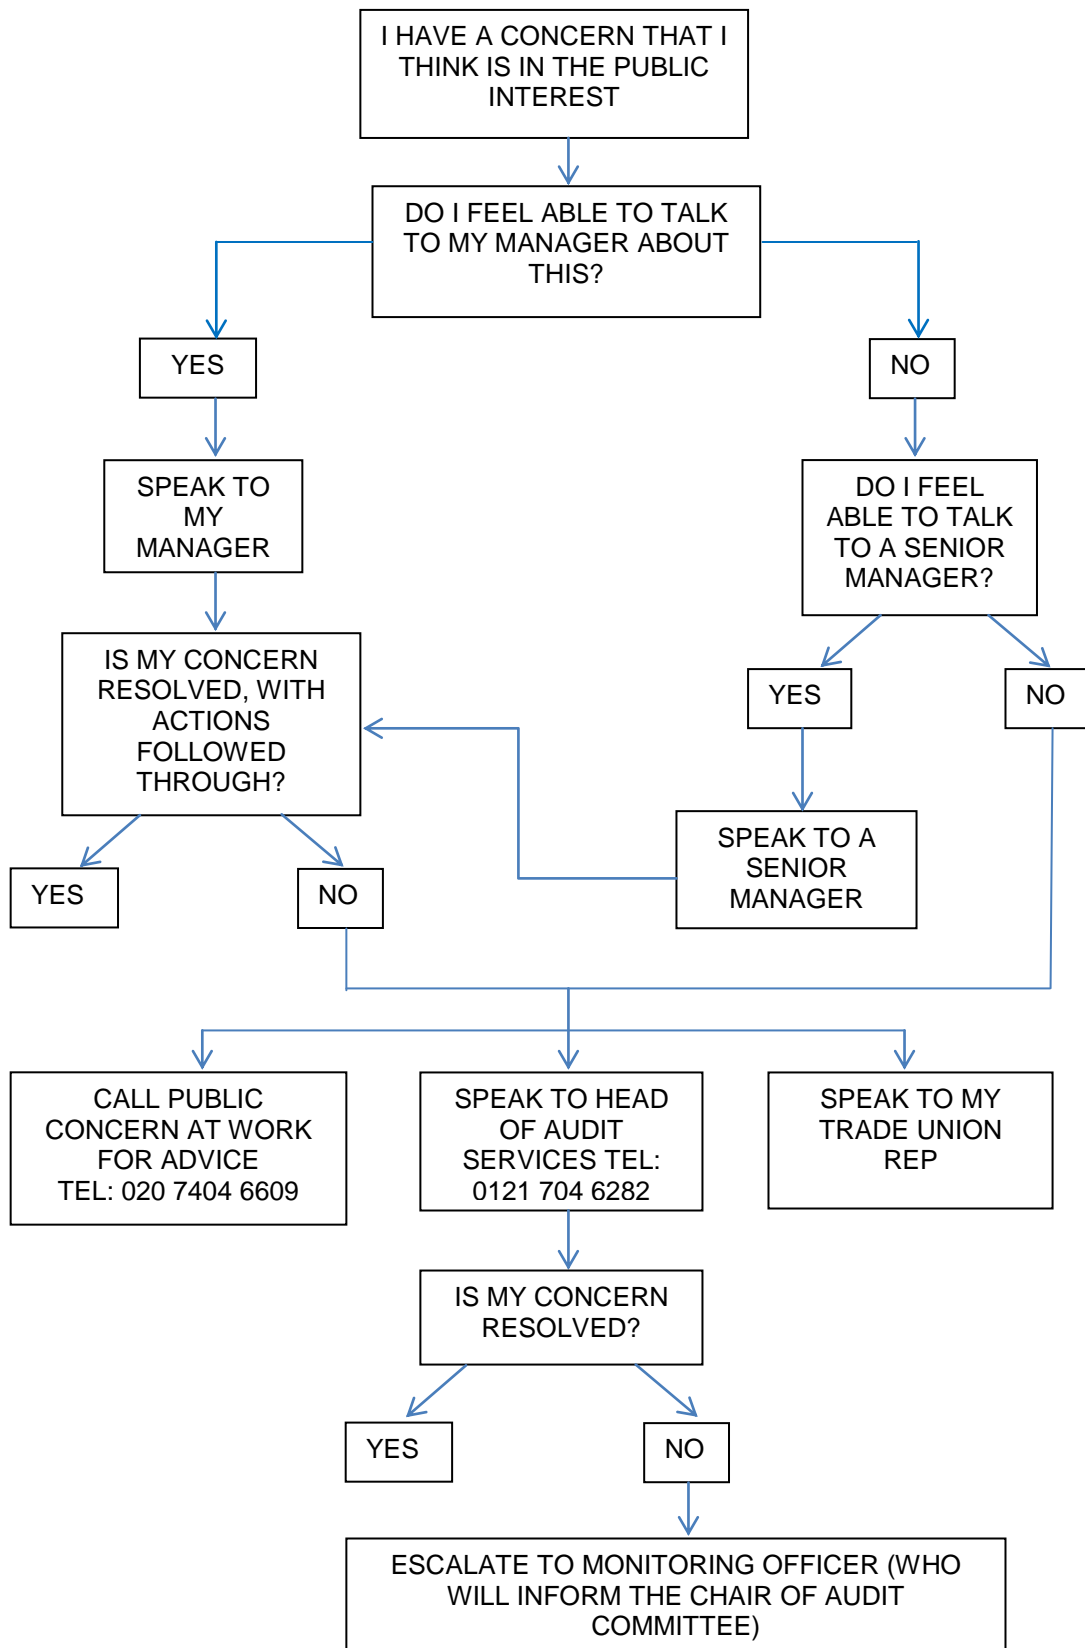 I HAVE A CONCERN THAT I
THINK IS IN THE PUBLIC
INTEREST
DO I FEEL ABLE TO TALK
TO MY MANAGER ABOUT
THIS?
YES
NO
SPEAK TO
MY
MANAGER
DO I FEEL
ABLE TO TALK
TO A SENIOR
MANAGER?
IS MY CONCERN
RESOLVED, WITH
ACTIONS
FOLLOWED
THROUGH?
YES
NO
SPEAK TO A
SENIOR
MANAGER
YES
NO
CALL PUBLIC
CONCERN AT WORK
FOR ADVICE
TEL: 020 7404 6609
SPEAK TO HEAD
OF AUDIT
SERVICES TEL:
0121 704 6282
SPEAK TO MY
TRADE UNION
REP
IS MY CONCERN
RESOLVED?
YES
NO
ESCALATE TO MONITORING OFFICER (WHO
WILL INFORM THE CHAIR OF AUDIT
COMMITTEE)